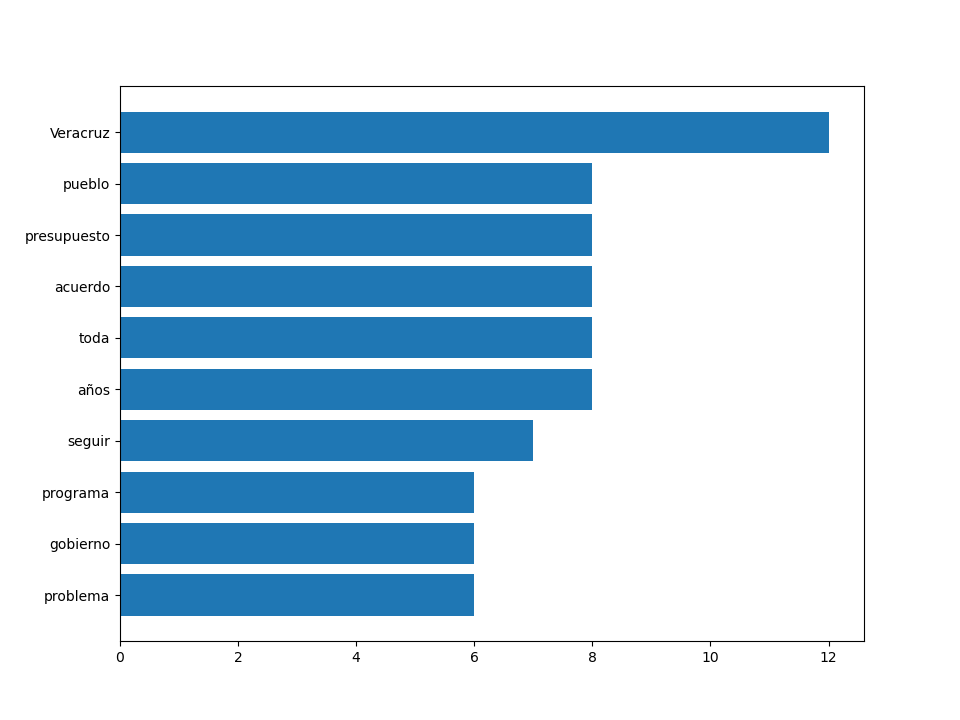 Veracruz
pueblo
presupuesto
acuerdo
toda
años
seguir
programa
gobierno
problema
0 2 4 6 8 10 12